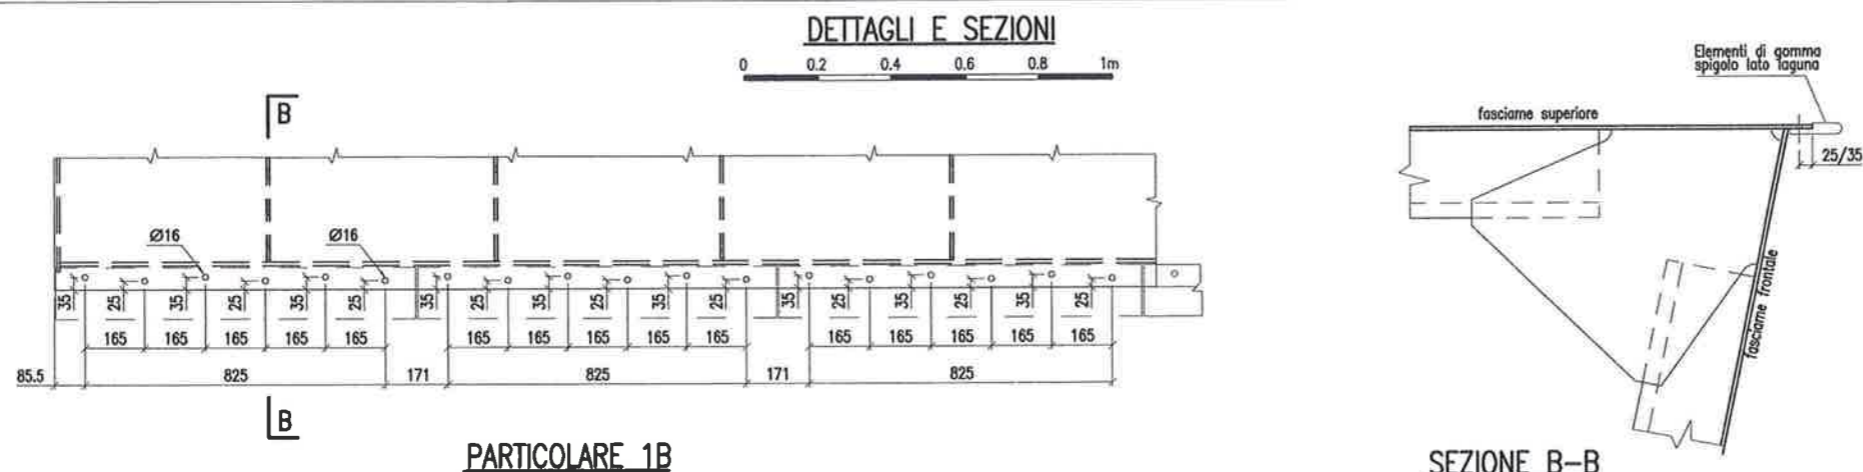 DETTAGLI E SEZIONI
0 0.2 0.4 0.6 0.8 1m
Elementi di gomma
spigolo lato laguna
B
fasciame superiore
25/35
Ø16 Ø16
35 25 35 25 35 25 35 25 35 25 35 25 35 25 35 25 35 25
fasciame frontale
165 165 165 165 165 165 165 165 165 165 165 165 165 165 165
85.5 825 171 825 171 825
B
PARTICOLARE 1B
SEZIONE B-B